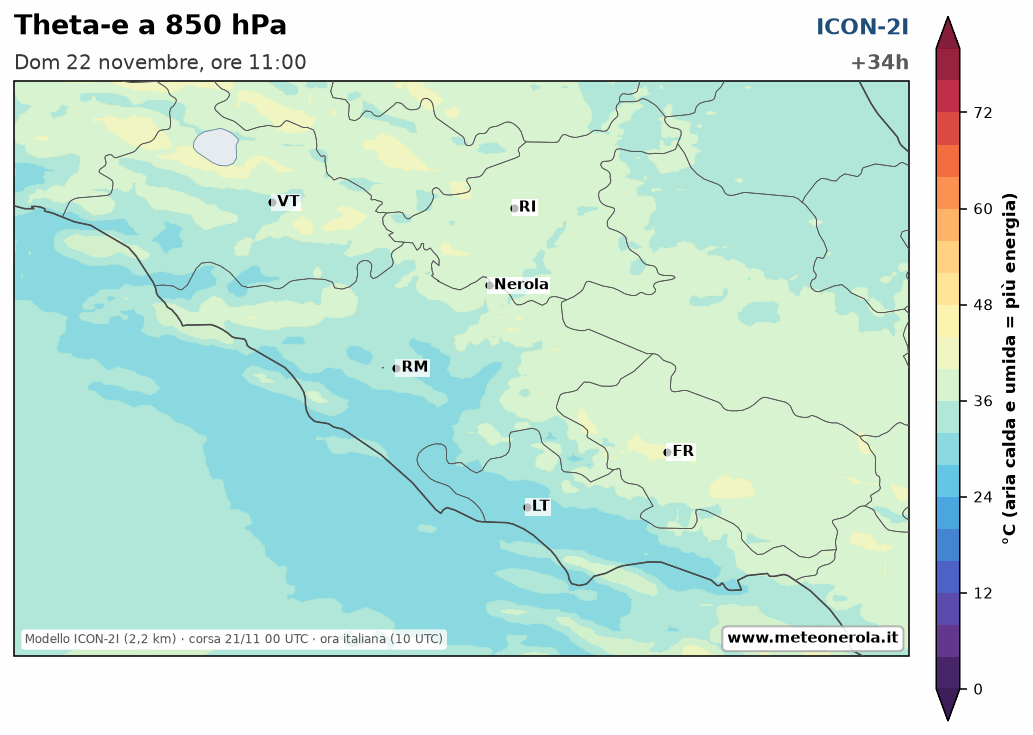 Theta-e a 850 hPa
ICON-2I
Dom 22 novembre, ore 11:00
+34h
VT
RI
Nerola
RM
FR
LT
72
60
48
36
24
12
0
°C (aria calda e umida = più energia)
Modello ICON-2I (2,2 km) · corsa 21/11 00 UTC · ora italiana (10 UTC)
www.meteonerola.it